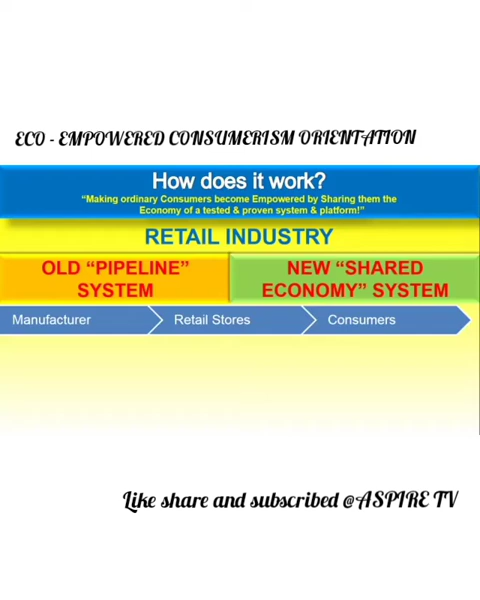 ECO - EMPOWERED CONSUMERISM ORIENTATION
How does it work?
"Making ordinary Consumers become Empowered by Sharing them the
Economy of a tested & proven system & platform!"
RETAIL INDUSTRY
OLD "PIPELINE"
SYSTEM
NEW "SHARED
ECONOMY" SYSTEM
Manufacturer
Retail Stores
Consumers
Like share and subscribed @ASPIRE TV